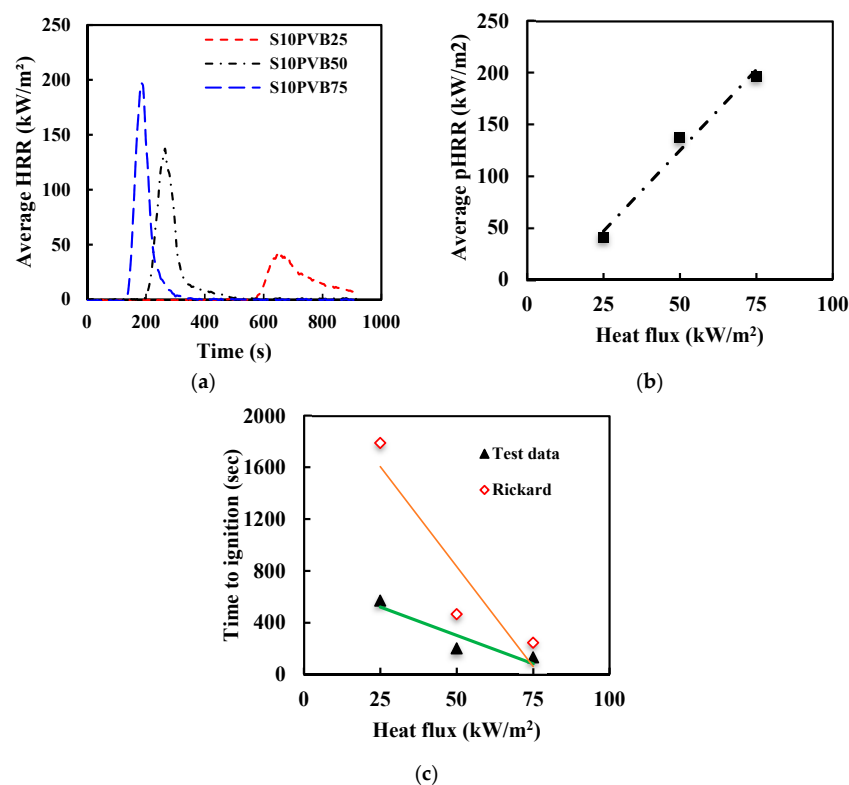 250
200
150
100
50
0
Average HRR (kW/m²)
S10PVB25
S10PVB50
S10PVB75
0 200 400 600 800 1000
Time (s)
(a)
250
200
150
100
50
0
Average pHRR (kW/m2)
0 25 50 75 100
Heat flux (kW/m²)
(b)
2000
1600
1200
800
400
0
Time to ignition (sec)
Test data
Rickard
0 25 50 75 100
Heat flux (kW/m²)
(c)